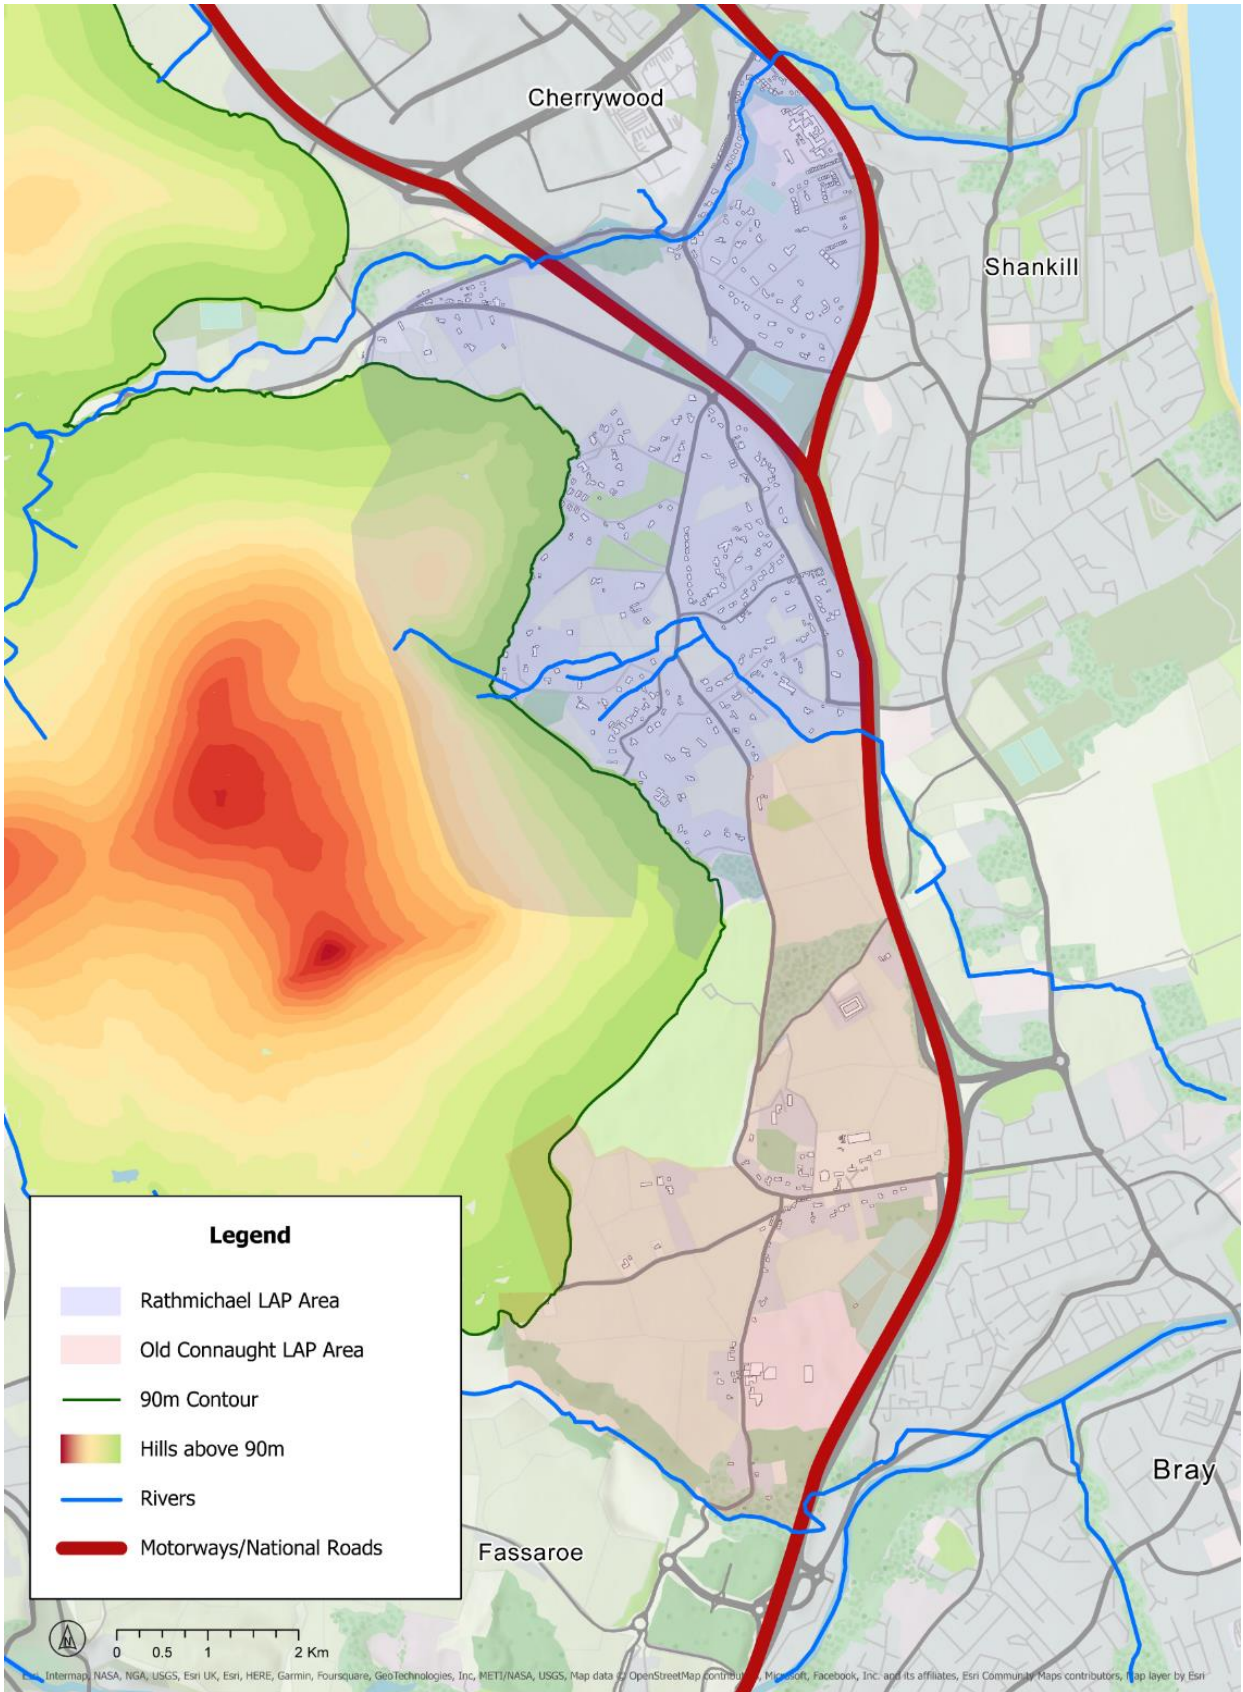 Cherrywood
Shankill
Legend
Rathmichael LAP Area
Old Connaught LAP Area
90m Contour
Hills above 90m
Rivers
Motorways/National Roads
Bray
Fassaroe
N
0 0.5 1 2 Km
Esri, Intermap, NASA, NGA, USGS, Esri UK, Esri, HERE, Garmin, Foursquare, GeoTechnologies, Inc, METI/NASA, USGS, Map data © OpenStreetMap contributors, Microsoft, Facebook, Inc. and its affiliates, Esri Community Maps contributors, Map layer by Esri